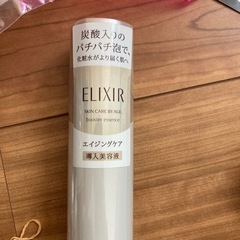 炭酸入りの
パチパチ泡で、
化粧水がより届く肌へ
ELIXIR
SKIN CARE BY AGE
booster essence
エイジングケア
導入美容液